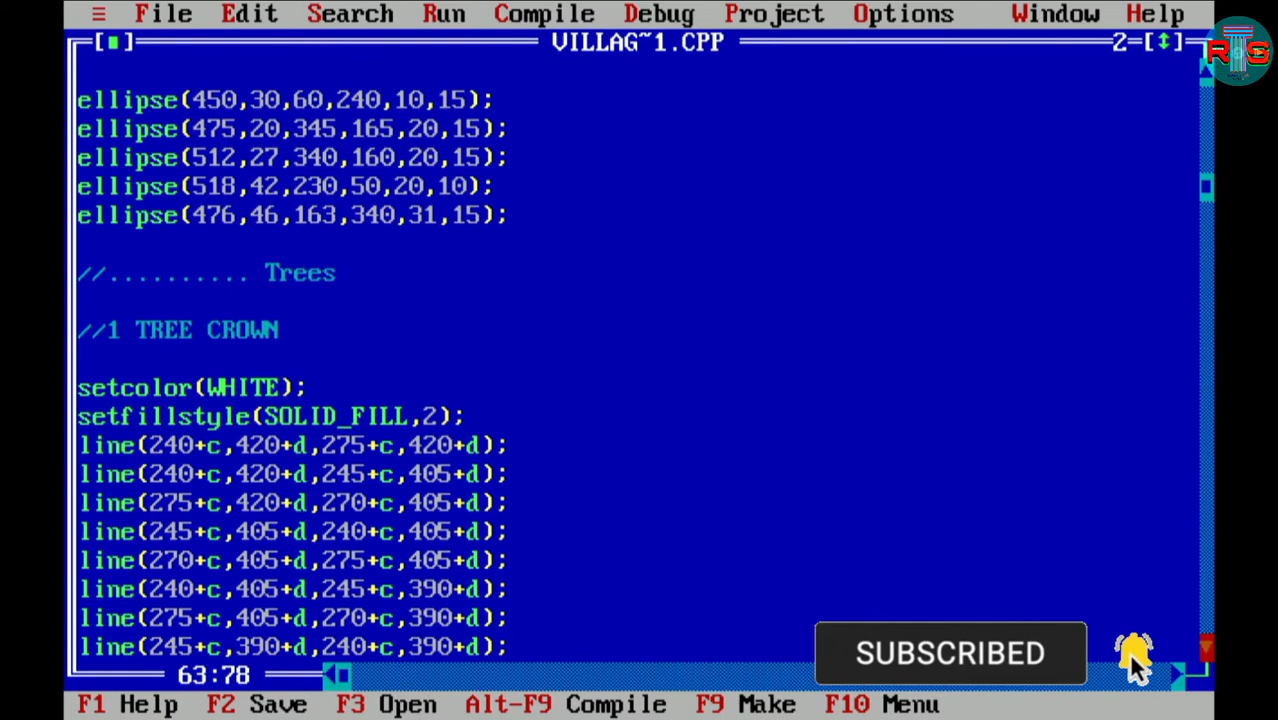 ≡ File Edit Search Run Compile Debug Project Options Window Help
[■] VILLAG~1.CPP 2=[↕]
RTS
ellipse(450,30,60,240,10,15);
ellipse(475,20,345,165,20,15);
ellipse(512,27,340,160,20,15);
ellipse(518,42,230,50,20,10);
ellipse(476,46,163,340,31,15);
//.......... Trees
//1 TREE CROWN
setcolor(WHITE);
setfillstyle(SOLID_FILL,2);
line(240+c,420+d,275+c,420+d);
line(240+c,420+d,245+c,405+d);
line(275+c,420+d,270+c,405+d);
line(245+c,405+d,240+c,405+d);
line(270+c,405+d,275+c,405+d);
line(240+c,405+d,245+c,390+d);
line(275+c,405+d,270+c,390+d);
line(245+c,390+d,240+c,390+d);
SUBSCRIBED
63:78
F1 Help F2 Save F3 Open Alt-F9 Compile F9 Make F10 Menu